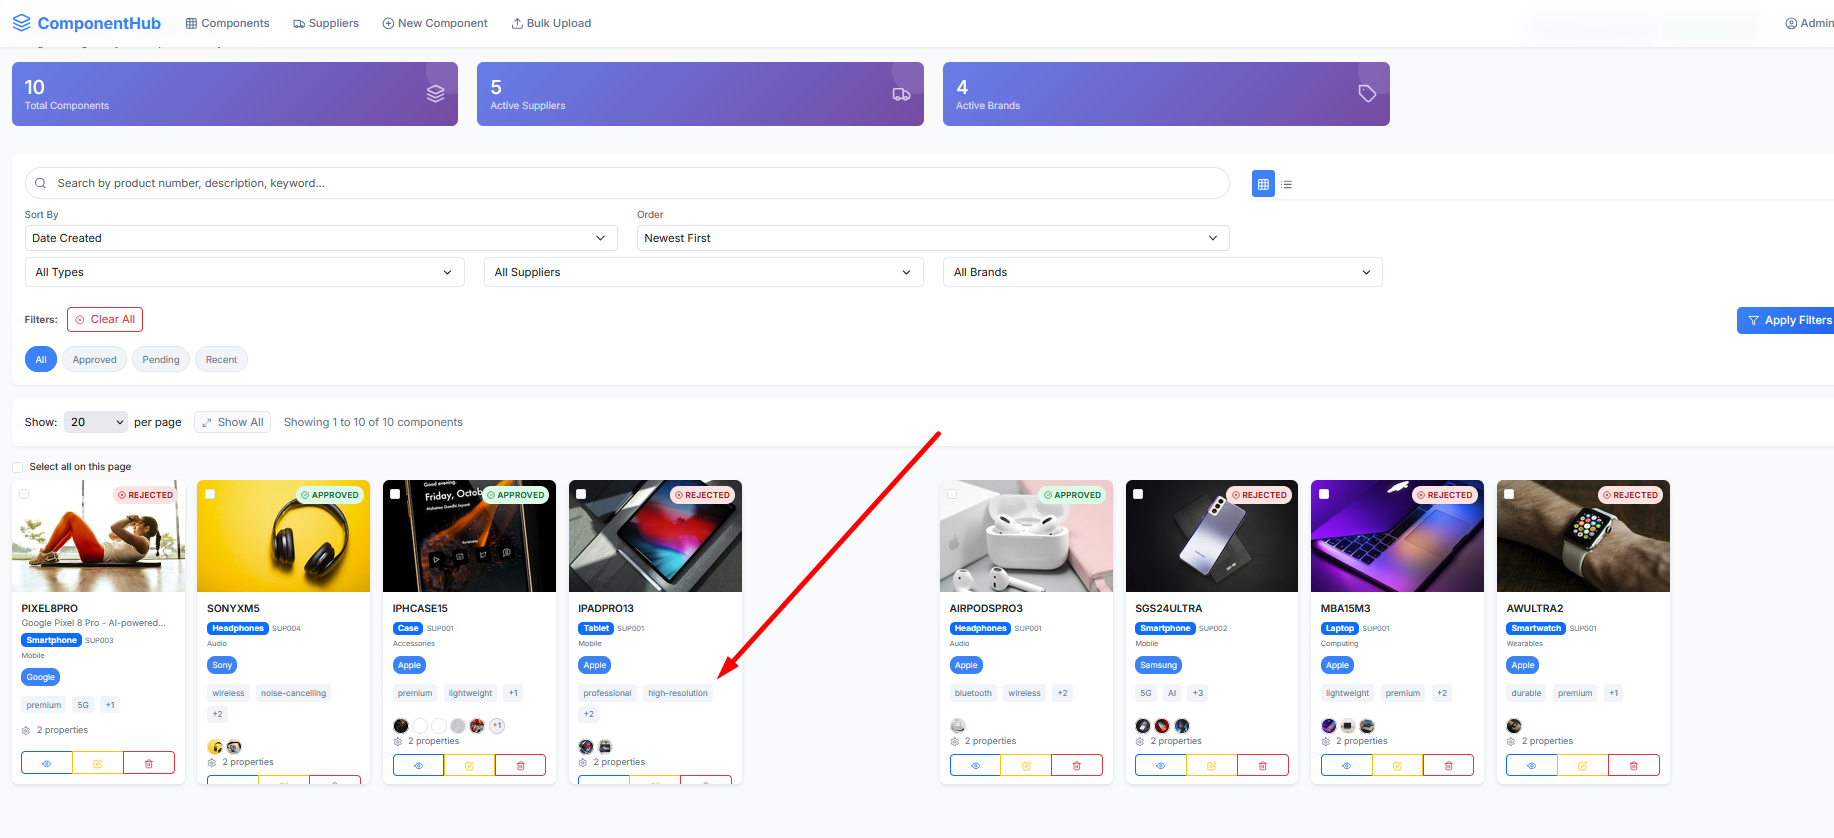 ComponentHub
Components
Suppliers
New Component
Bulk Upload
Admin
10
Total Components
5
Active Suppliers
4
Active Brands
Search by product number, description, keyword...
Sort By
Order
Date Created
Newest First
All Types
All Suppliers
All Brands
Filters:
Clear All
Apply Filters
All
Approved
Pending
Recent
Show:
20
per page
Show All
Showing 1 to 10 of 10 components
Select all on this page
REJECTED
PIXEL8PRO
Google Pixel 8 Pro - AI-powered...
Smartphone SUP003
Mobile
Google
premium 5G +1
2 properties
APPROVED
SONYXM5
Headphones SUP004
Audio
Sony
wireless noise-cancelling
+2
2 properties
Good evening.
Friday, Octob
APPROVED
IPHCASE15
Case SUP001
Accessories
Apple
premium lightweight +1
+1
2 properties
REJECTED
IPADPRO13
Tablet SUP001
Mobile
Apple
professional high-resolution
+2
2 properties
APPROVED
AIRPODSPRO3
Headphones SUP001
Audio
Apple
bluetooth wireless +2
2 properties
REJECTED
SGS24ULTRA
Smartphone SUP002
Mobile
Samsung
5G AI +3
2 properties
REJECTED
MBA15M3
Laptop SUP001
Computing
Apple
lightweight premium +2
2 properties
REJECTED
AWULTRA2
Smartwatch SUP001
Wearables
Apple
durable premium +1
2 properties